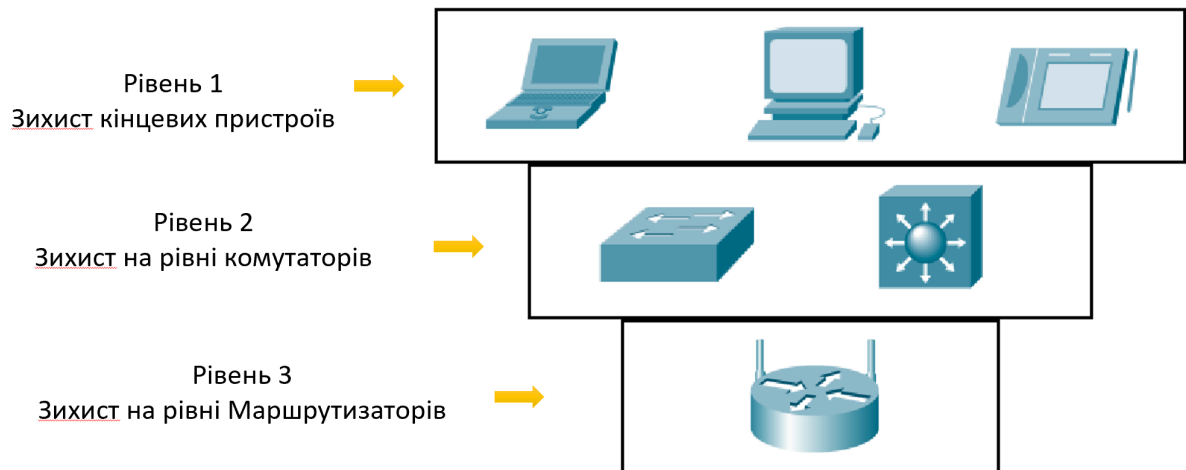 Рівень 1
Зихист кінцевих пристроїв
Рівень 2
Зихист на рівні комутаторів
Рівень 3
Зихист на рівні Маршрутизаторів